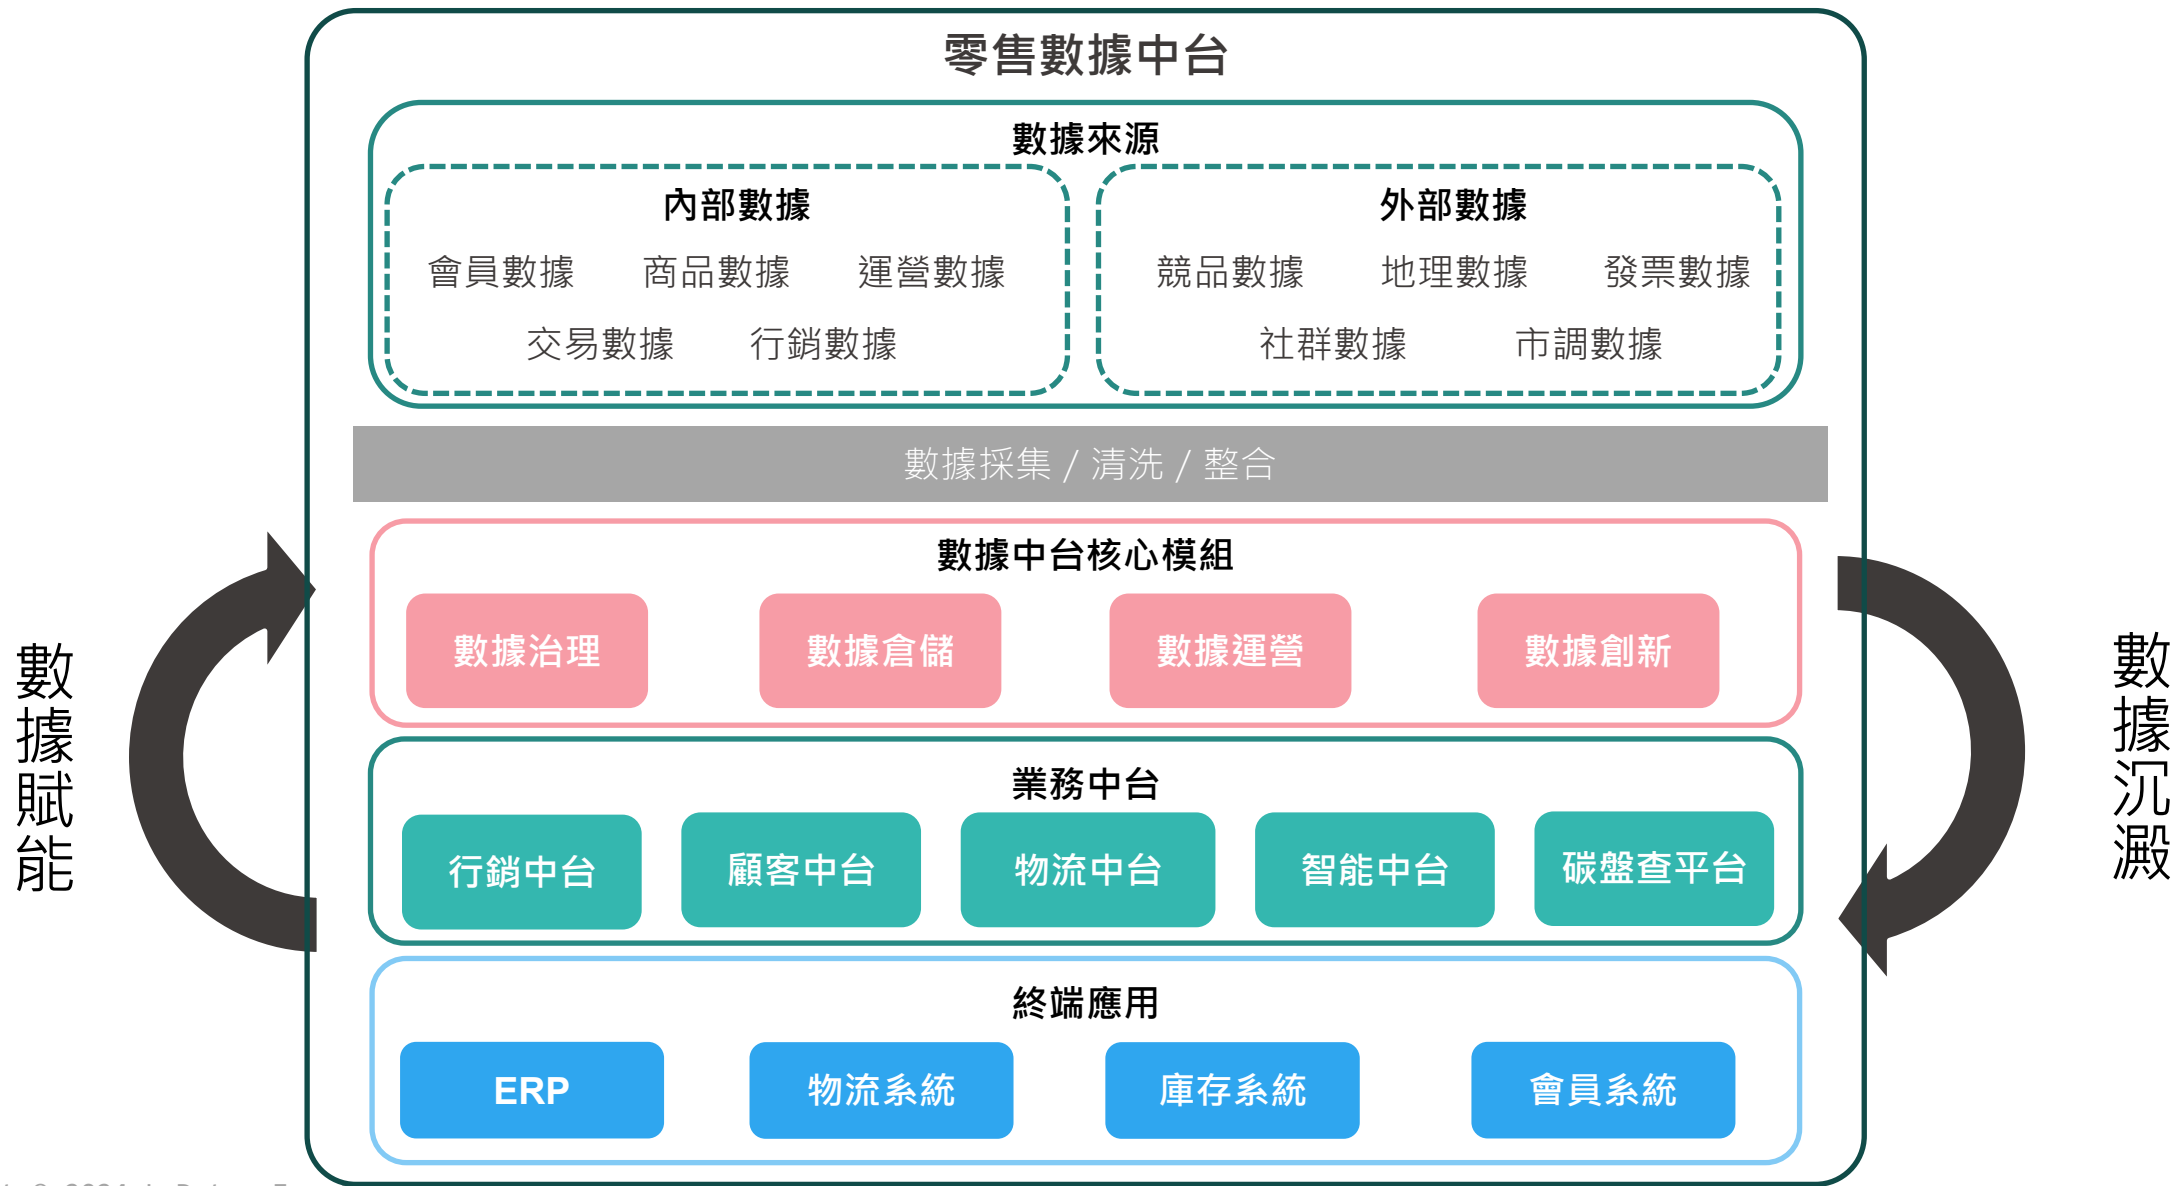 零售數據中台
數據來源
內部數據
外部數據
會員數據 商品數據 運營數據
競品數據 地理數據 發票數據
交易數據 行銷數據
社群數據 市調數據
數據採集 / 清洗 / 整合
數據中台核心模組
數據治理 數據倉儲 數據運營 數據創新
業務中台
行銷中台 顧客中台 物流中台 智能中台 碳盤查平台
終端應用
ERP 物流系統 庫存系統 會員系統
數據賦能
數據沉澱